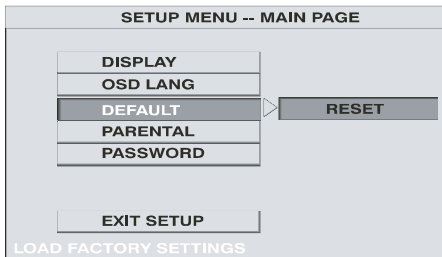 SETUP MENU -- MAIN PAGE
DISPLAY
OSD LANG
DEFAULT
RESET
PARENTAL
PASSWORD
EXIT SETUP
LOAD FACTORY SETTINGS